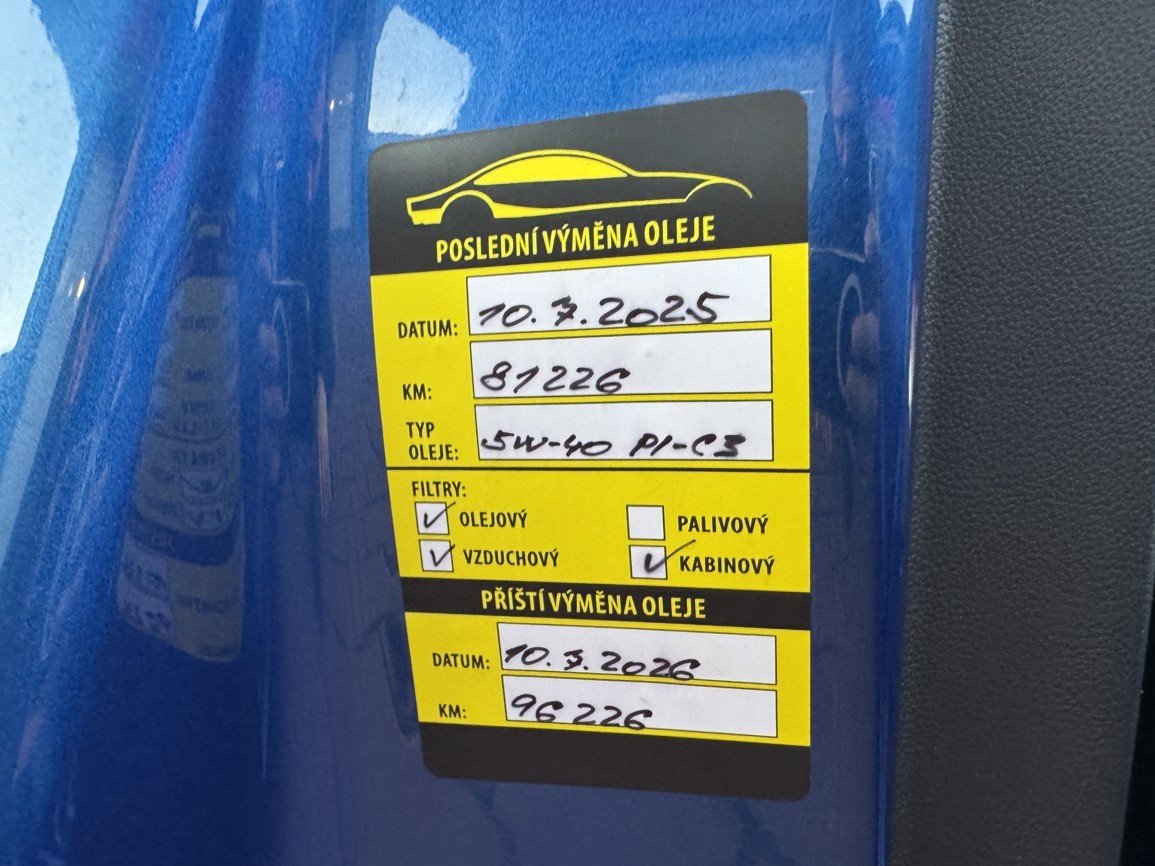 POSLEDNÍ VÝMĚNA OLEJE
DATUM: 10.7.2025
KM: 81226
TYP OLEJE: 5W-40 PI-C3
FILTRY:
OLEJOVÝ PALIVOVÝ
VZDUCHOVÝ KABINOVÝ
PŘÍŠTÍ VÝMĚNA OLEJE
DATUM: 10.7.2026
KM: 96226